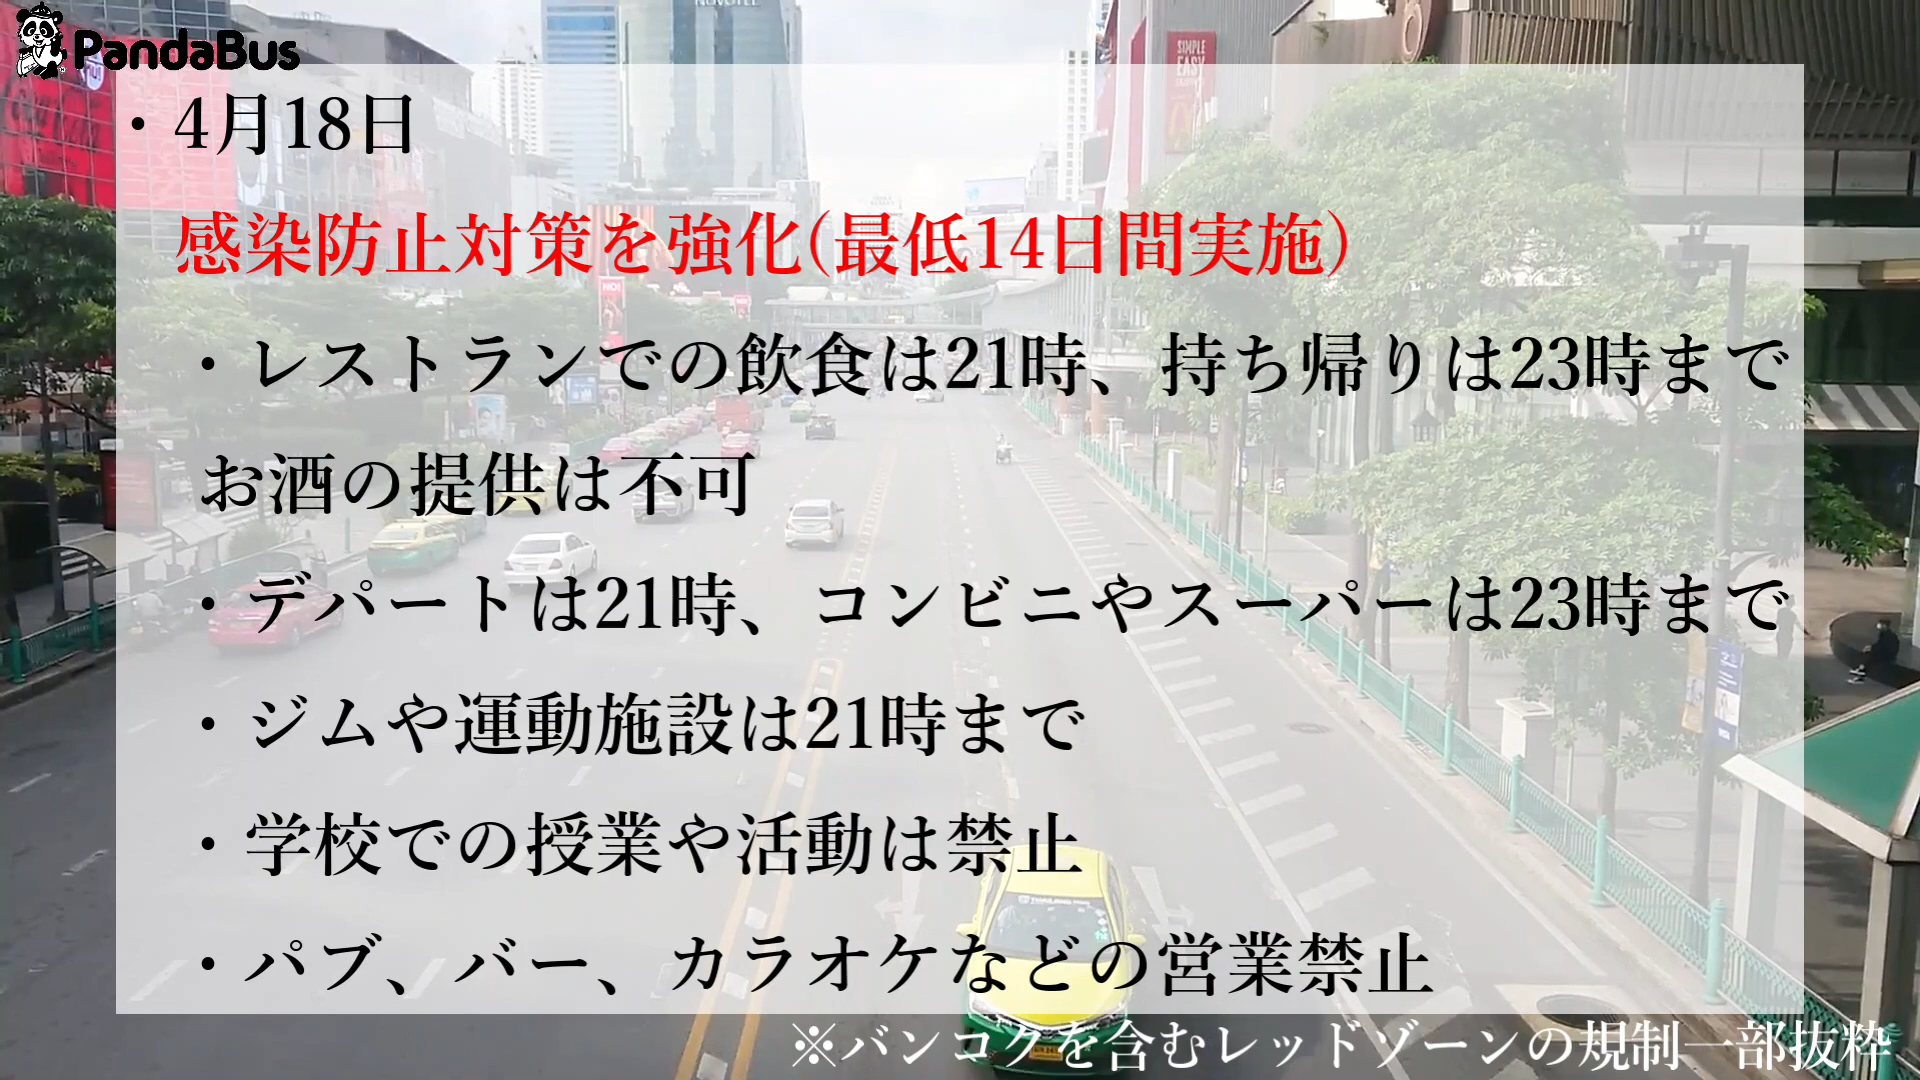 PandaBus
NOVOTEL
SIMPLE
EASY
・4月18日
感染防止対策を強化(最低14日間実施)
・レストランでの飲食は21時、持ち帰りは23時まで
お酒の提供は不可
・デパートは21時、コンビニやスーパーは23時まで
・ジムや運動施設は21時まで
・学校での授業や活動は禁止
・パブ、バー、カラオケなどの営業禁止
※バンコクを含むレッドゾーンの規制一部抜粋